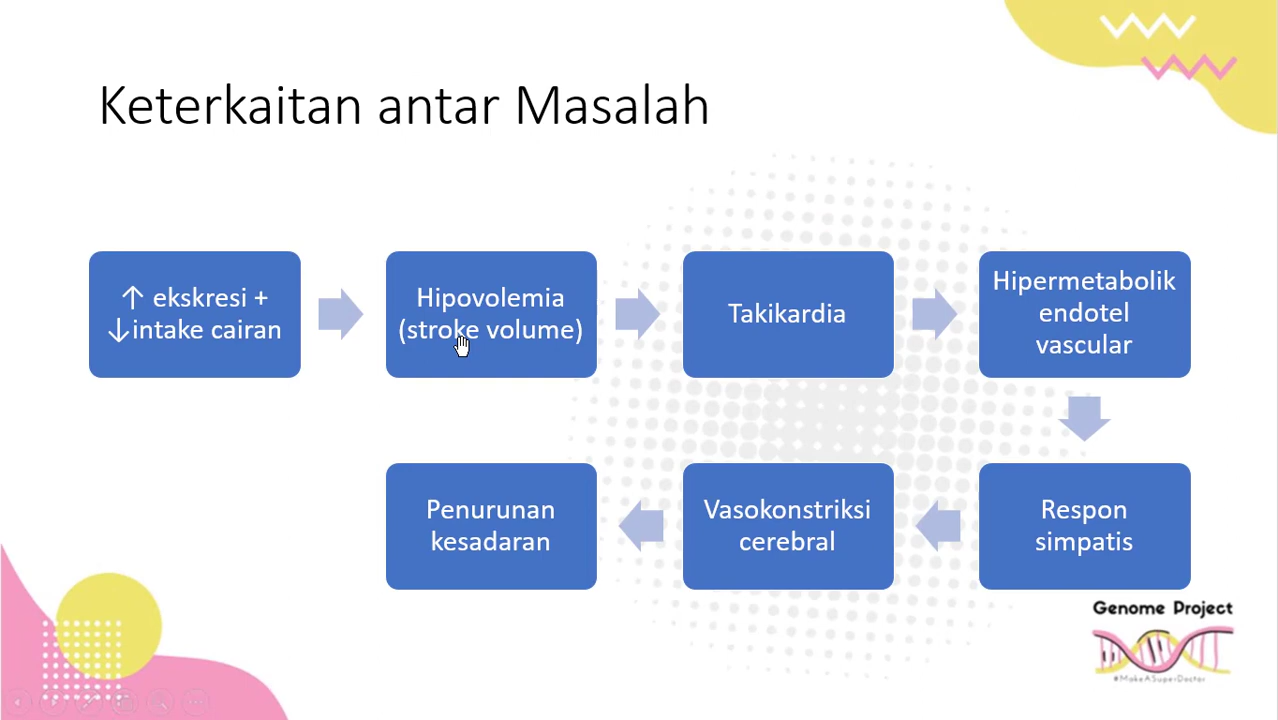 Keterkaitan antar Masalah
↑ ekskresi +
↓intake cairan
Hipovolemia
(stroke volume)
Takikardia
Hipermetabolik
endotel
vascular
Respon
simpatis
Vasokonstriksi
cerebral
Penurunan
kesadaran
Genome Project
#MakeASuperDoctor